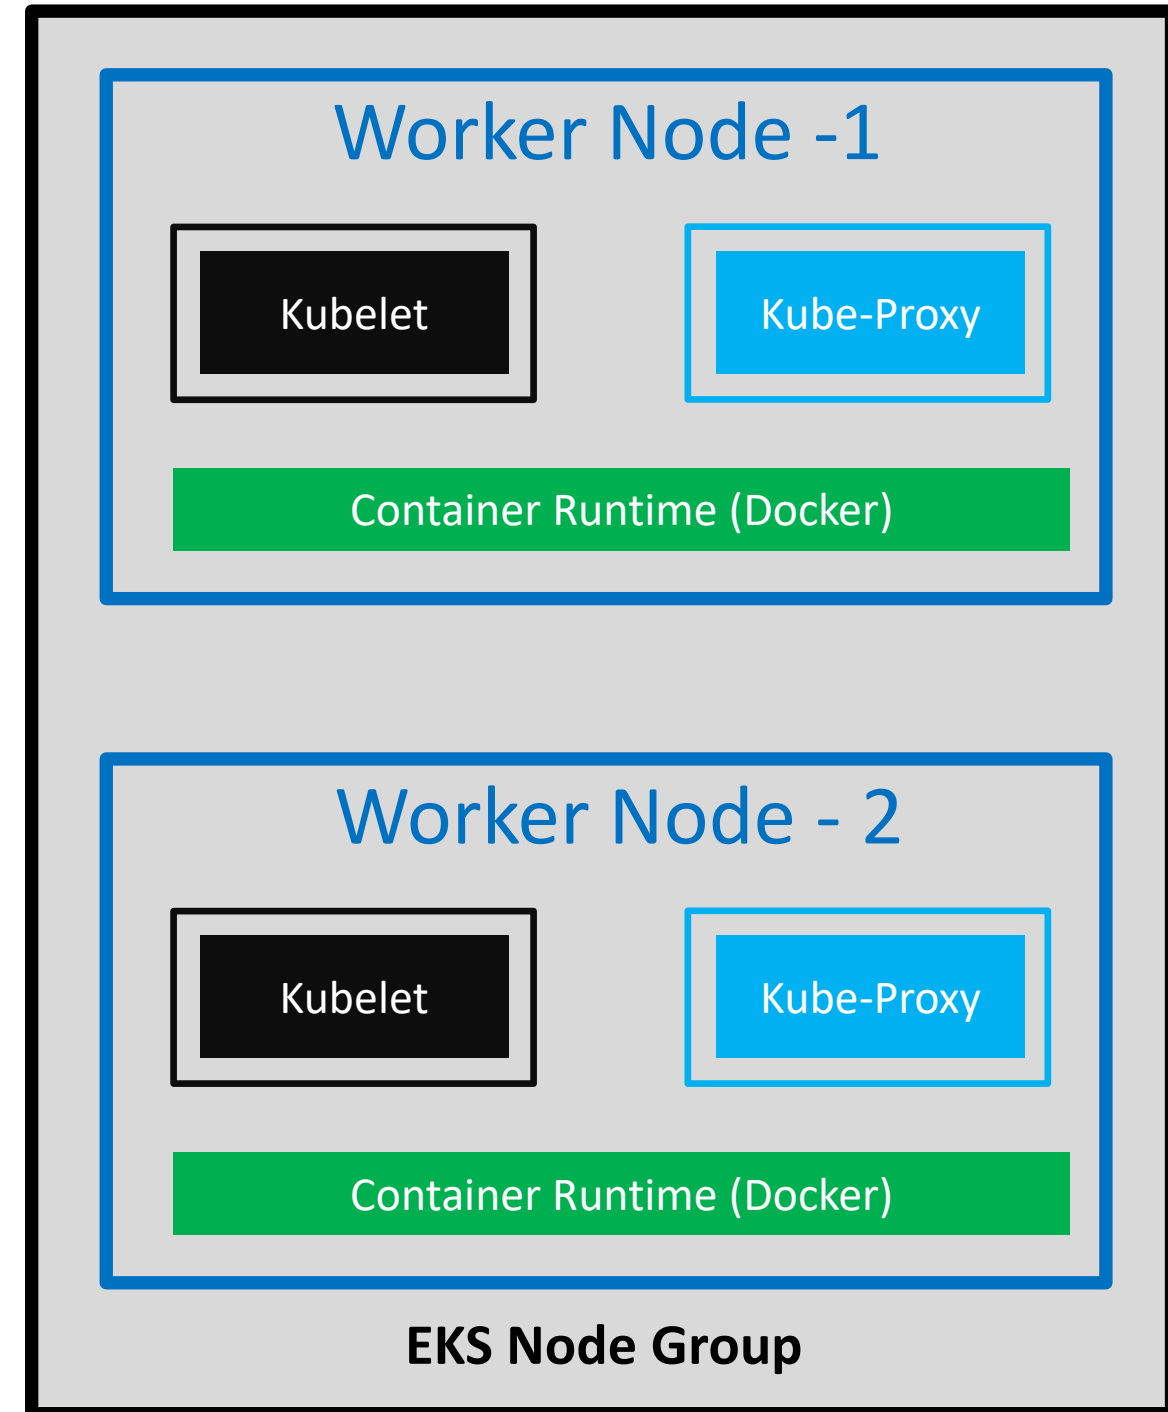 Worker Node -1
Kubelet
Kube-Proxy
Container Runtime (Docker)
Worker Node - 2
Kubelet
Kube-Proxy
Container Runtime (Docker)
EKS Node Group